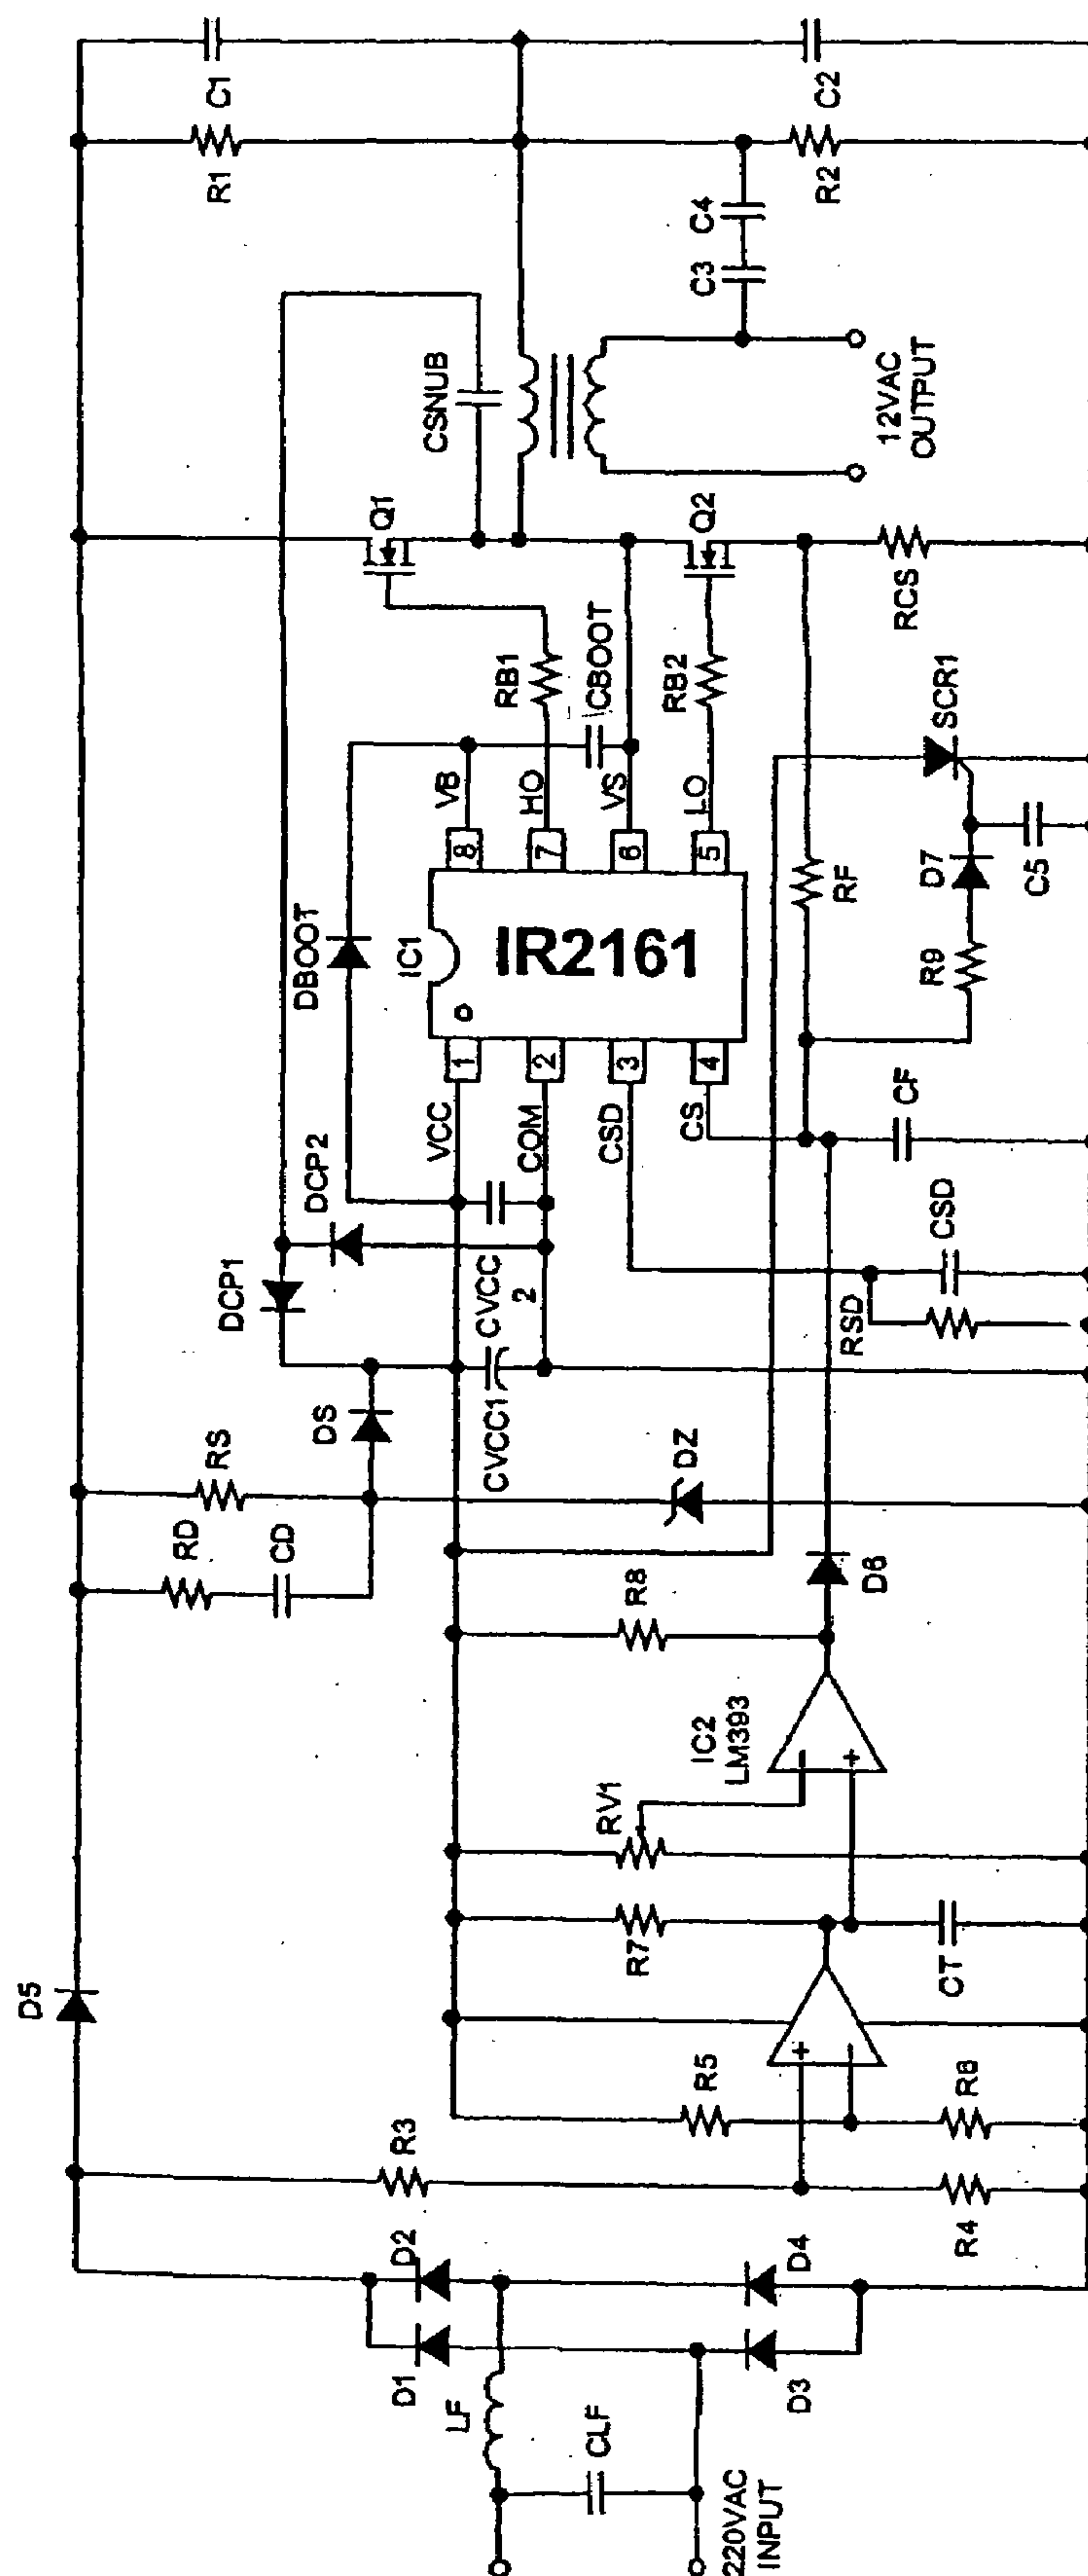 220VAC
INPUT
CLF
LF
D1
D2
D3
D4
R3
R4
R5
R6
+
-
D5
R7
CT
RV1
IC2
LM393
-
+
R8
D6
RD
CD
RS
DS
DZ
DCP1
DCP2
CVCC1
CVCC
2
RSD
CSD
CF
VCC
COM
CSD
CS
1
2
3
4
IC1
IR2161
8
7
6
5
VB
HO
VS
LO
DBOOT
CBOOT
RB1
RB2
RF
R9
D7
C5
SCR1
RCS
Q1
Q2
CSNUB
12VAC
OUTPUT
C3
C4
R1
C1
R2
C2